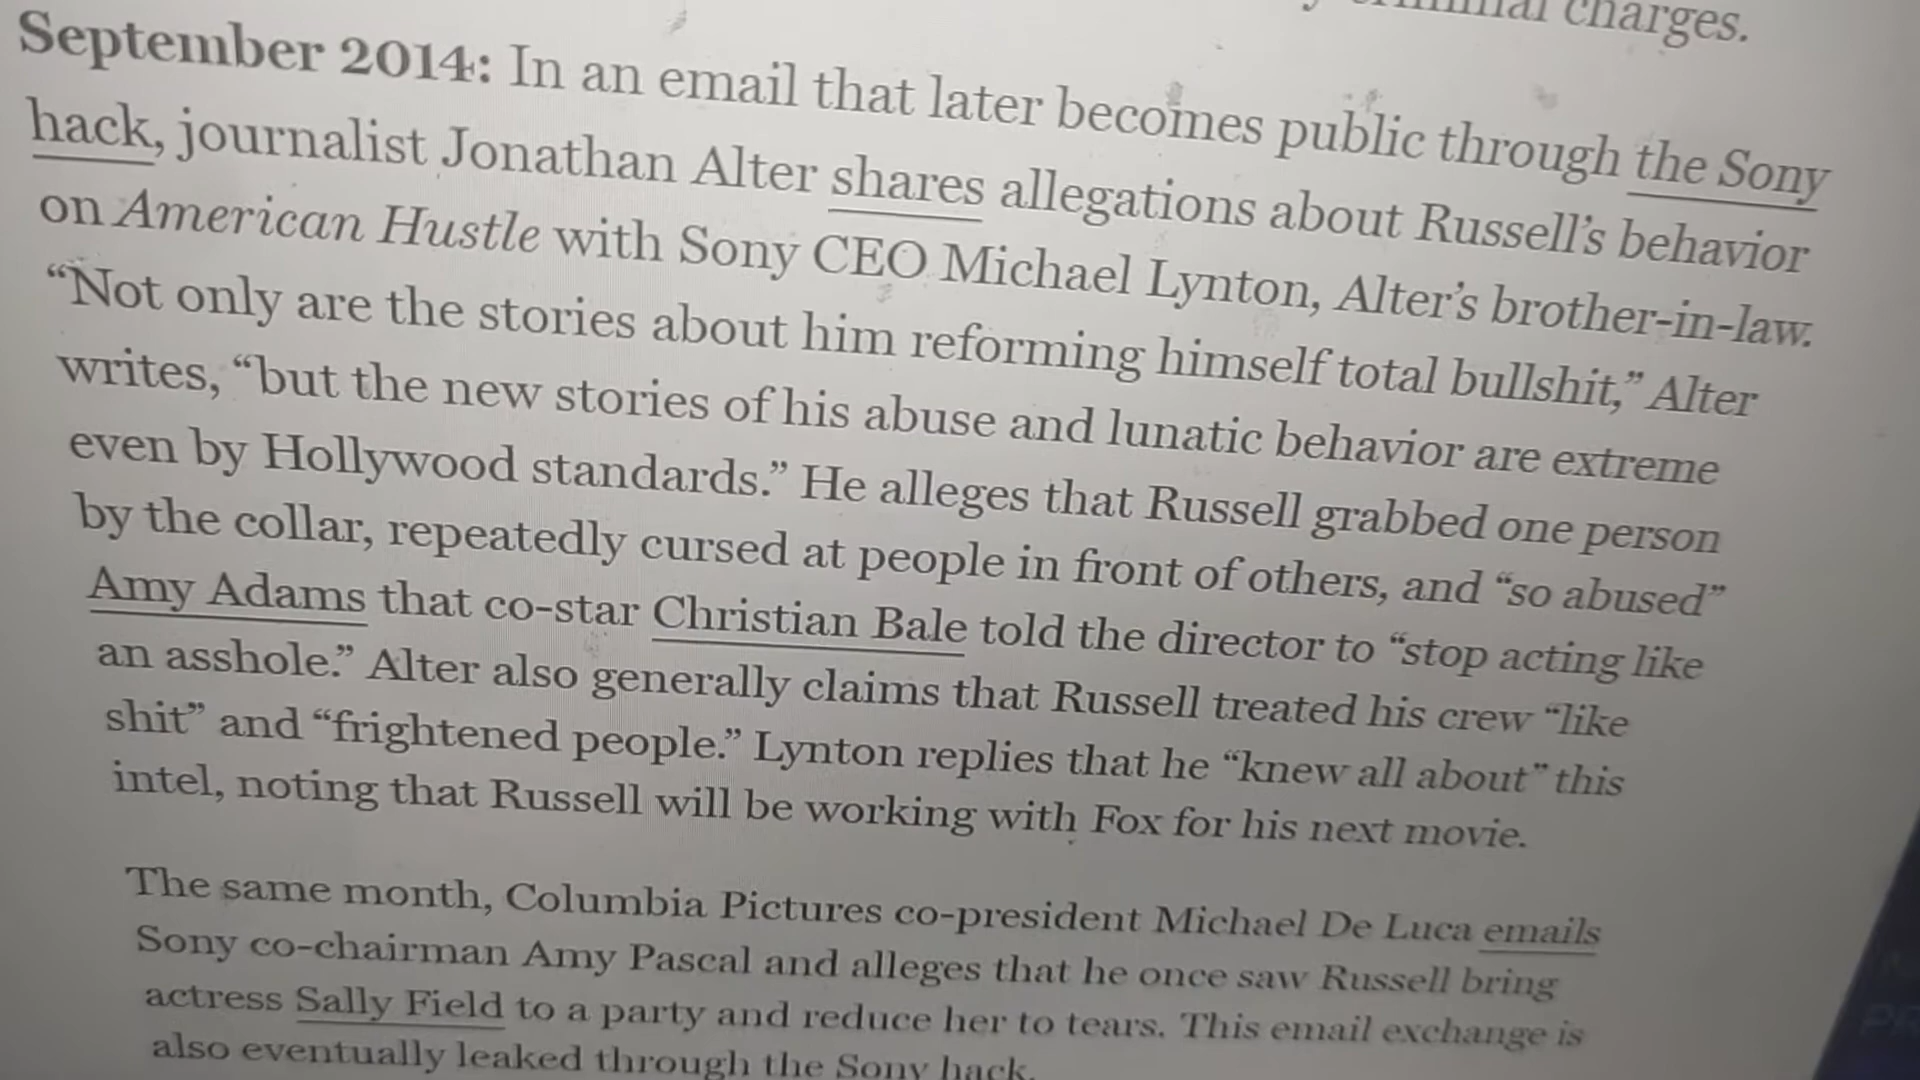 criminal charges.
September 2014: In an email that later becomes public through the Sony
hack, journalist Jonathan Alter shares allegations about Russell’s behavior
on American Hustle with Sony CEO Michael Lynton, Alter’s brother-in-law.
“Not only are the stories about him reforming himself total bullshit,” Alter
writes, “but the new stories of his abuse and lunatic behavior are extreme
even by Hollywood standards.” He alleges that Russell grabbed one person
by the collar, repeatedly cursed at people in front of others, and “so abused”
Amy Adams that co-star Christian Bale told the director to “stop acting like
an asshole.” Alter also generally claims that Russell treated his crew “like
shit” and “frightened people.” Lynton replies that he “knew all about” this
intel, noting that Russell will be working with Fox for his next movie.
The same month, Columbia Pictures co-president Michael De Luca emails
Sony co-chairman Amy Pascal and alleges that he once saw Russell bring
actress Sally Field to a party and reduce her to tears. This email exchange is
also eventually leaked through the Sony hack.